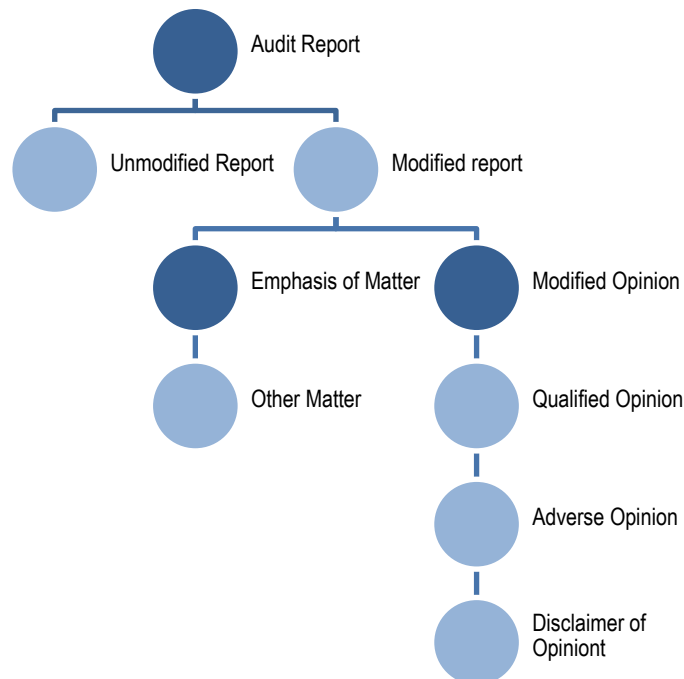 Audit Report
Unmodified Report
Modified report
Emphasis of Matter
Modified Opinion
Other Matter
Qualified Opinion
Adverse Opinion
Disclaimer of
Opiniont